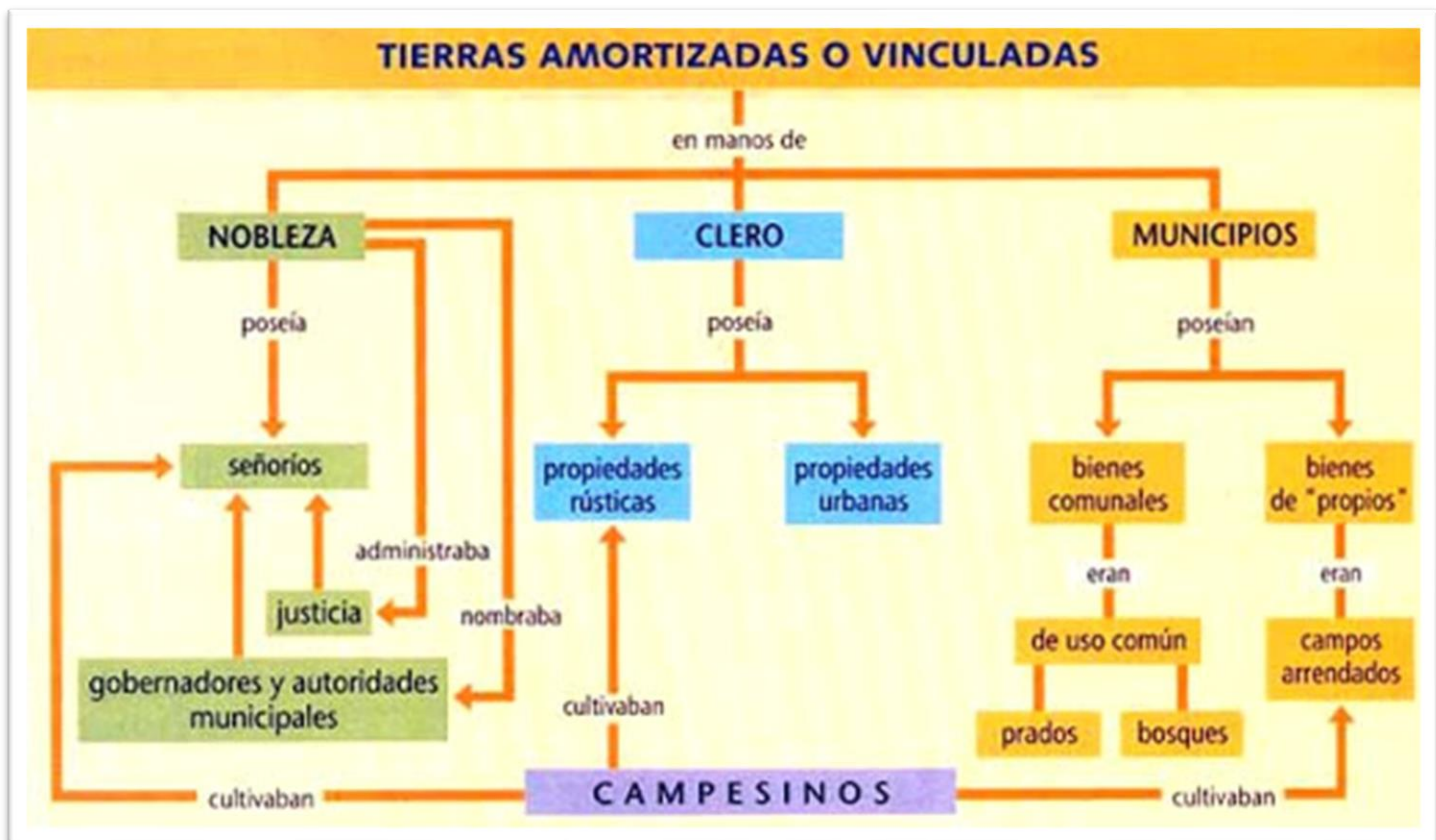 TIERRAS AMORTIZADAS O VINCULADAS
en manos de
NOBLEZA
CLERO
MUNICIPIOS
poseía
poseía
poseían
señoríos
propiedades
rústicas
propiedades
urbanas
bienes
comunales
bienes
de "propios"
administraba
eran
eran
justicia
nombraba
de uso común
campos
arrendados
gobernadores y autoridades
municipales
cultivaban
prados
bosques
cultivaban
CAMPESINOS
cultivaban